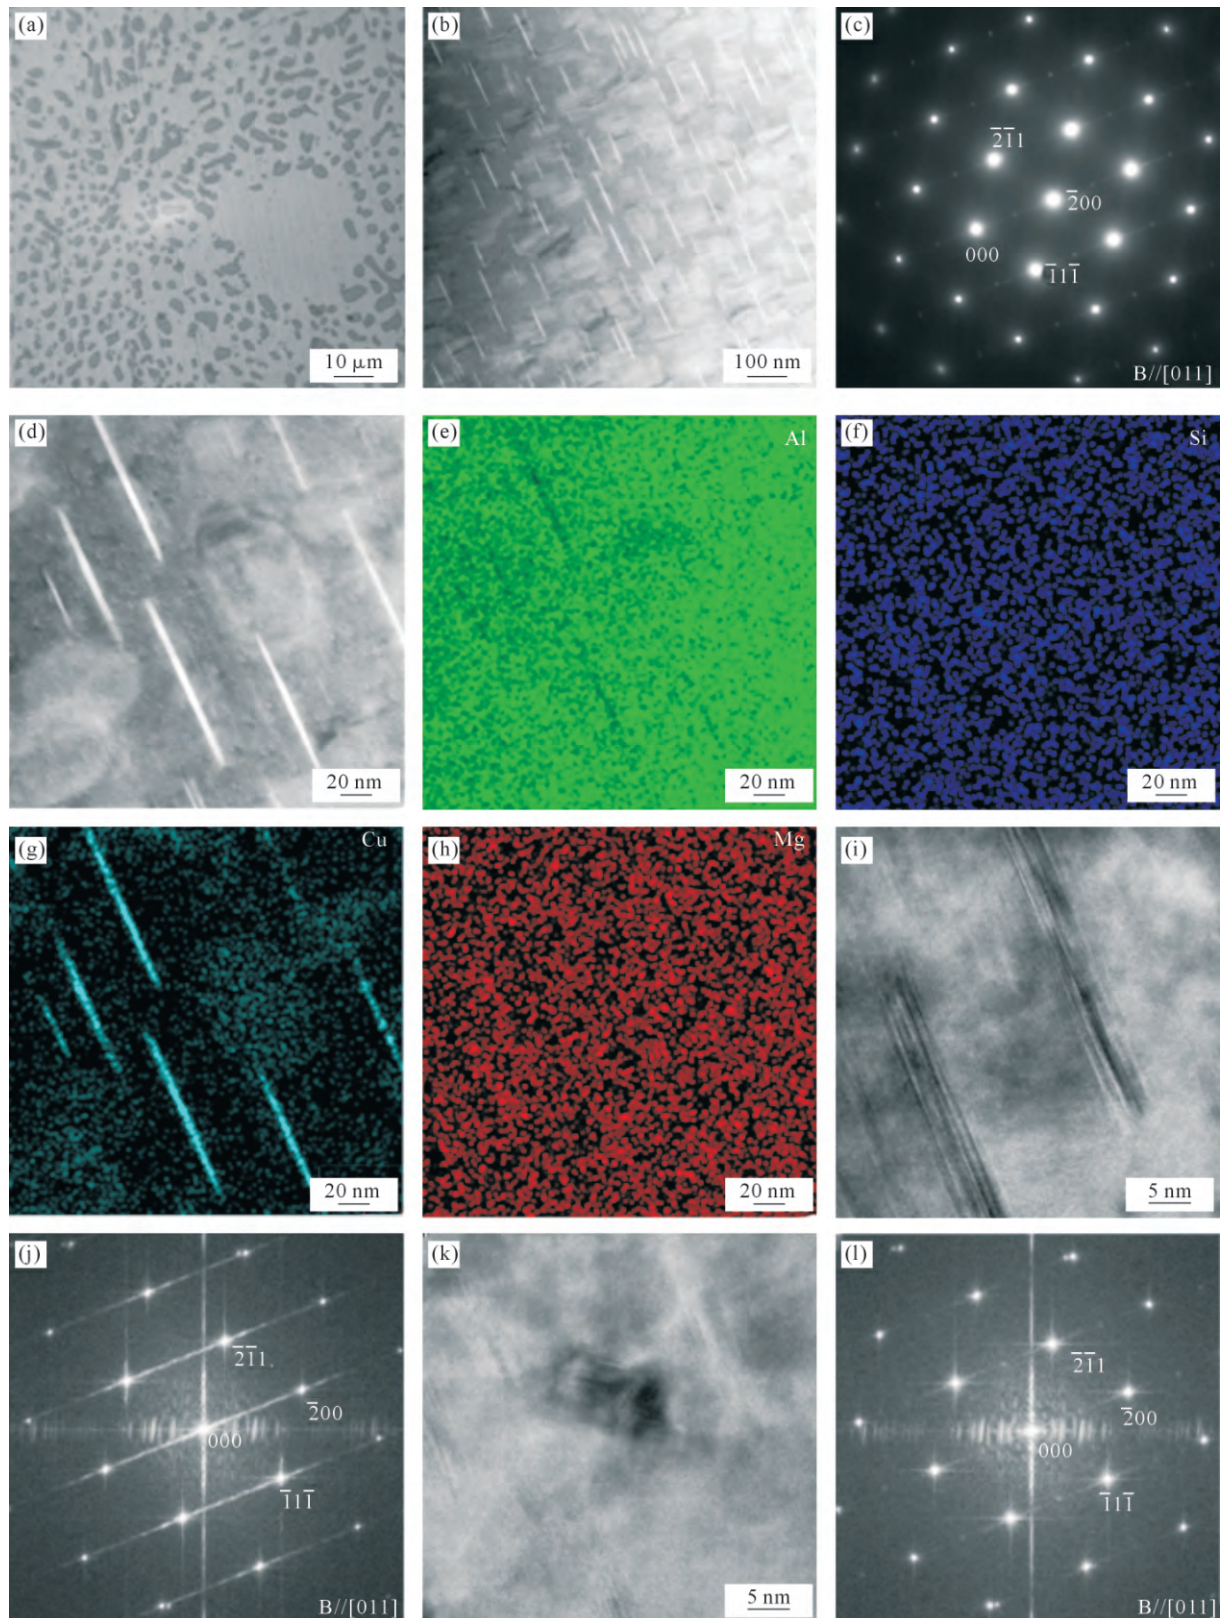 (a)
10 μm
(b)
100 nm
(c)
2̄1̄1
2̄00
000
1̄11̄
B//[011]
(d)
20 nm
(e)
Al
20 nm
(f)
Si
20 nm
(g)
Cu
20 nm
(h)
Mg
20 nm
(i)
5 nm
(j)
2̄1̄1
2̄00
000
1̄11̄
B//[011]
(k)
5 nm
(l)
2̄1̄1
2̄00
000
1̄11̄
B//[011]